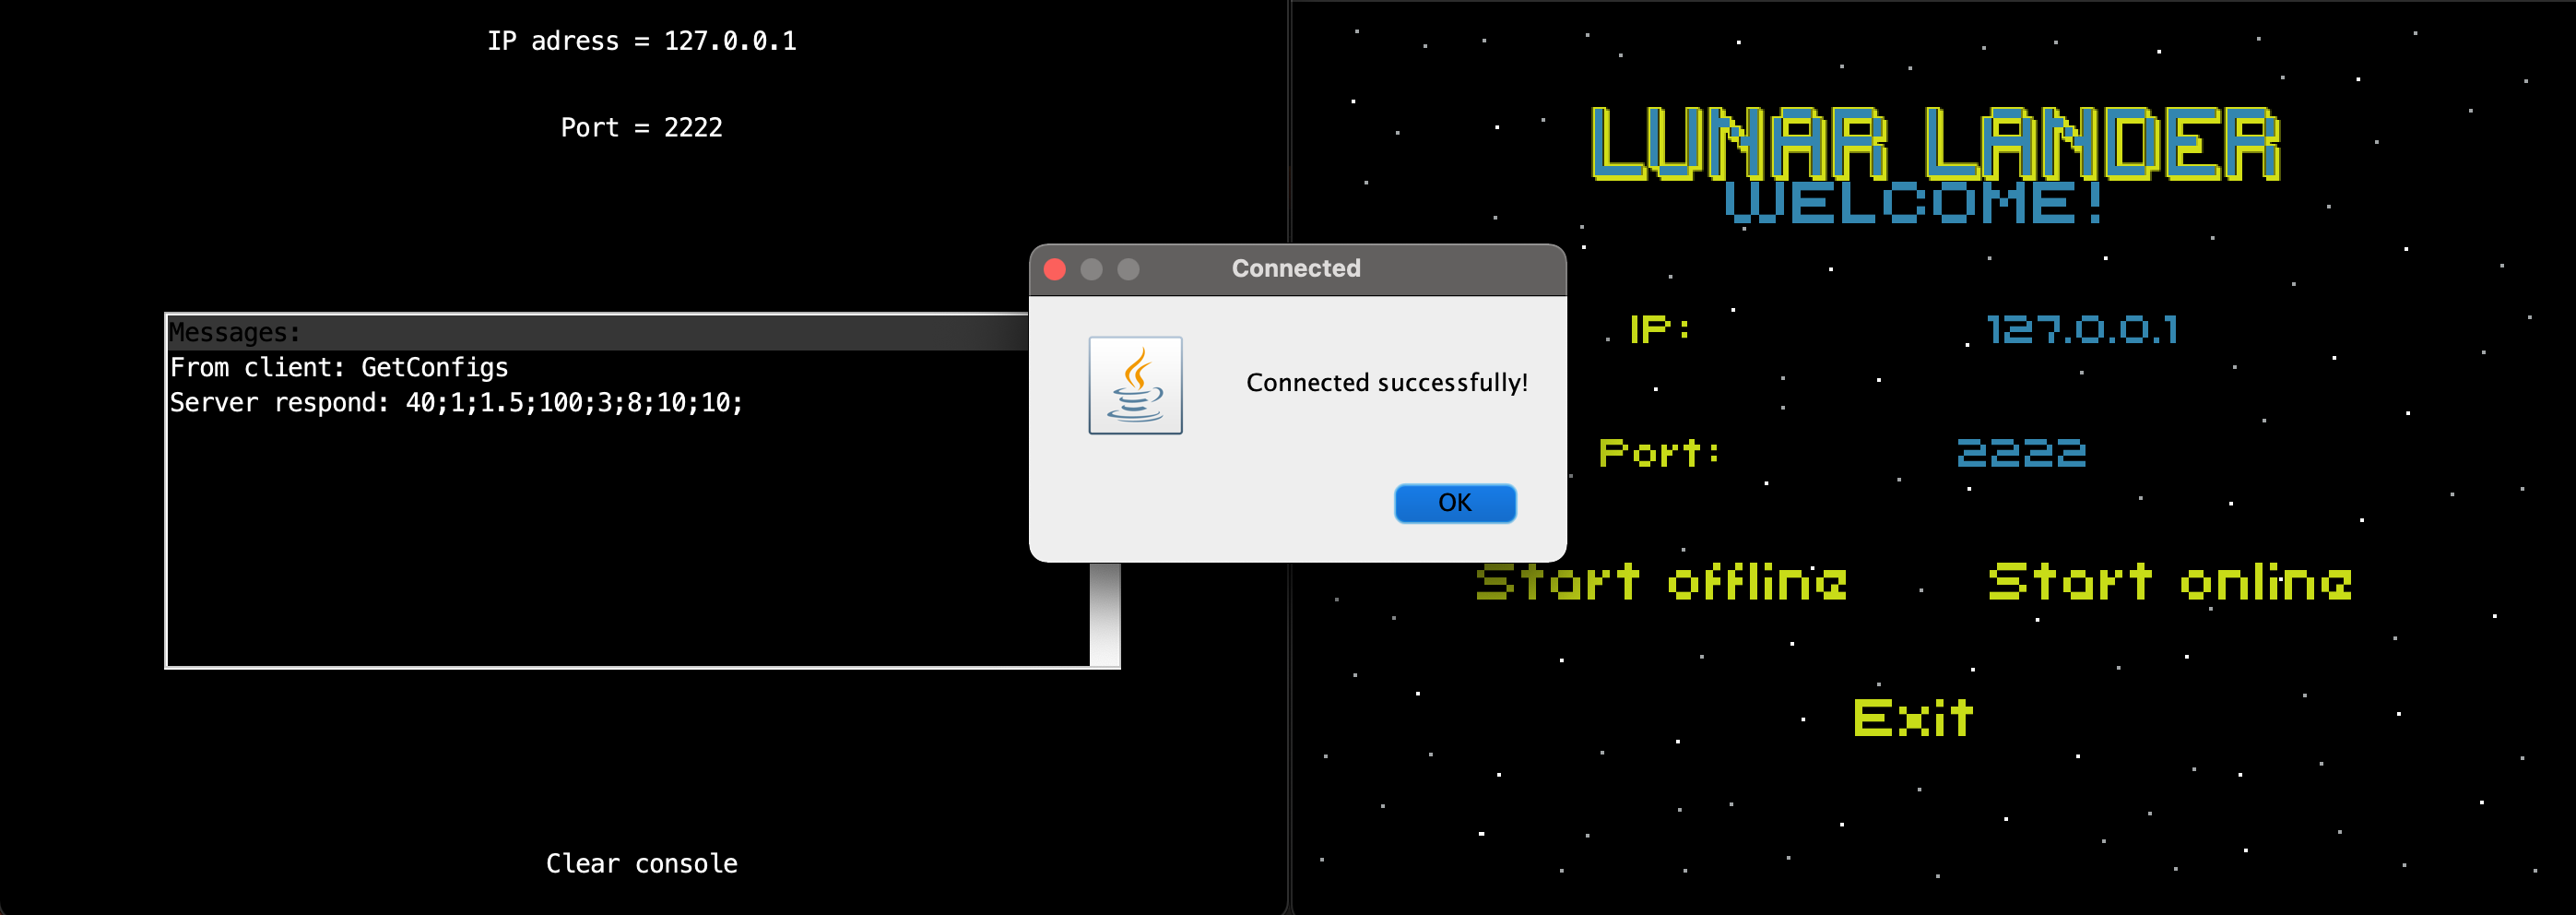 IP adress = 127.0.0.1
Port = 2222
Messages:
From client: GetConfigs
Server respond: 40;1;1.5;100;3;8;10;10;
Clear console
Connected
Connected successfully!
OK
LUNAR LANDER
WELCOME!
IP: 127.0.0.1
Port: 2222
Start offline Start online
Exit